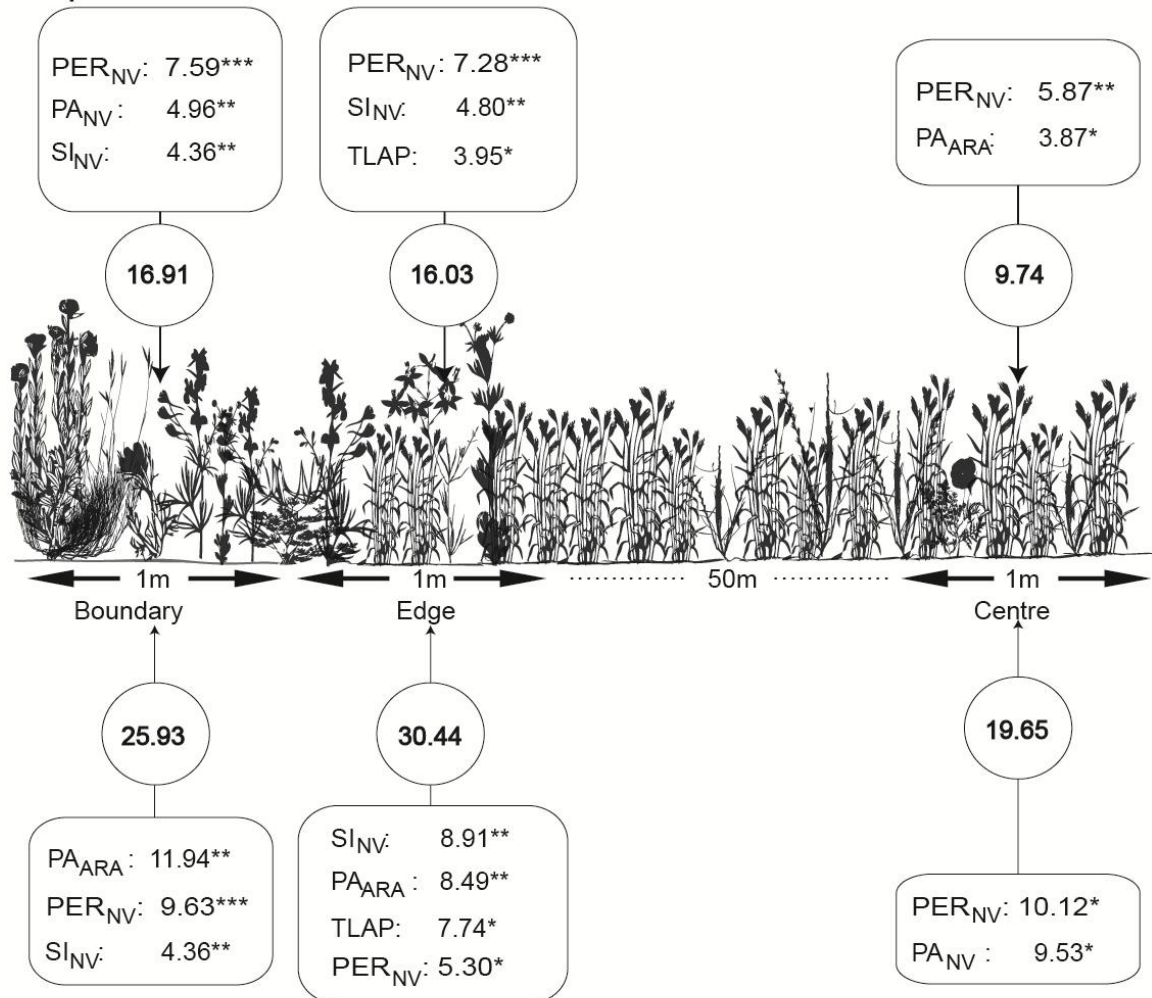 PER_NV: 7.59***
PA_NV: 4.96**
SI_NV: 4.36**
PER_NV: 7.28***
SI_NV: 4.80**
TLAP: 3.95*
PER_NV: 5.87**
PA_ARA: 3.87*
16.91
16.03
9.74
1m
1m
50m
1m
Boundary
Edge
Centre
25.93
30.44
19.65
PA_ARA: 11.94**
PER_NV: 9.63***
SI_NV: 4.36**
SI_NV: 8.91**
PA_ARA: 8.49**
TLAP: 7.74*
PER_NV: 5.30*
PER_NV: 10.12*
PA_NV: 9.53*